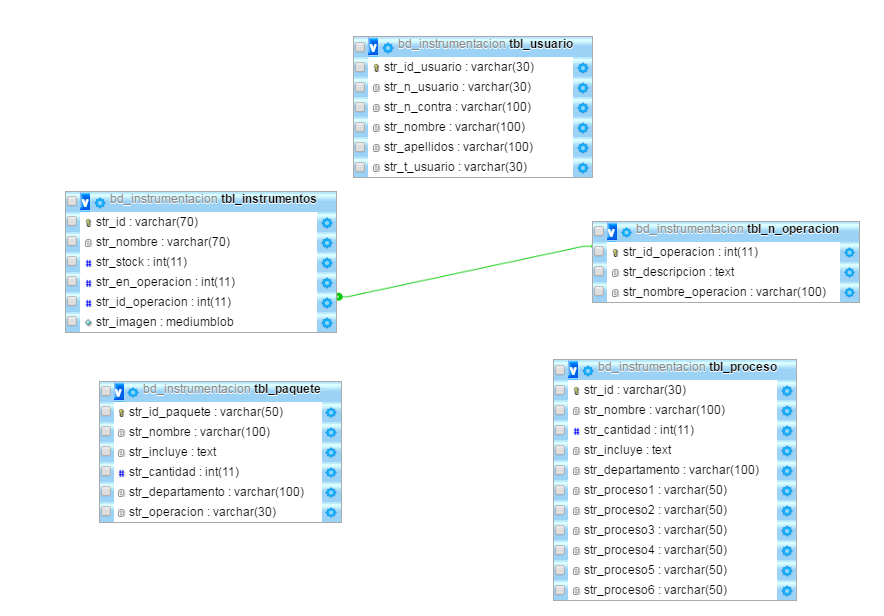 bd_instrumentacion tbl_usuario
str_id_usuario : varchar(30)
str_n_usuario : varchar(30)
str_n_contra : varchar(100)
str_nombre : varchar(100)
str_apellidos : varchar(100)
str_t_usuario : varchar(30)
bd_instrumentacion tbl_instrumentos
str_id : varchar(70)
str_nombre : varchar(70)
str_stock : int(11)
str_en_operacion : int(11)
str_id_operacion : int(11)
str_imagen : mediumblob
bd_instrumentacion tbl_n_operacion
str_id_operacion : int(11)
str_descripcion : text
str_nombre_operacion : varchar(100)
bd_instrumentacion tbl_paquete
str_id_paquete : varchar(50)
str_nombre : varchar(100)
str_incluye : text
str_cantidad : int(11)
str_departamento : varchar(100)
str_operacion : varchar(30)
bd_instrumentacion tbl_proceso
str_id : varchar(30)
str_nombre : varchar(100)
str_cantidad : int(11)
str_incluye : text
str_departamento : varchar(100)
str_proceso1 : varchar(50)
str_proceso2 : varchar(50)
str_proceso3 : varchar(50)
str_proceso4 : varchar(50)
str_proceso5 : varchar(50)
str_proceso6 : varchar(50)